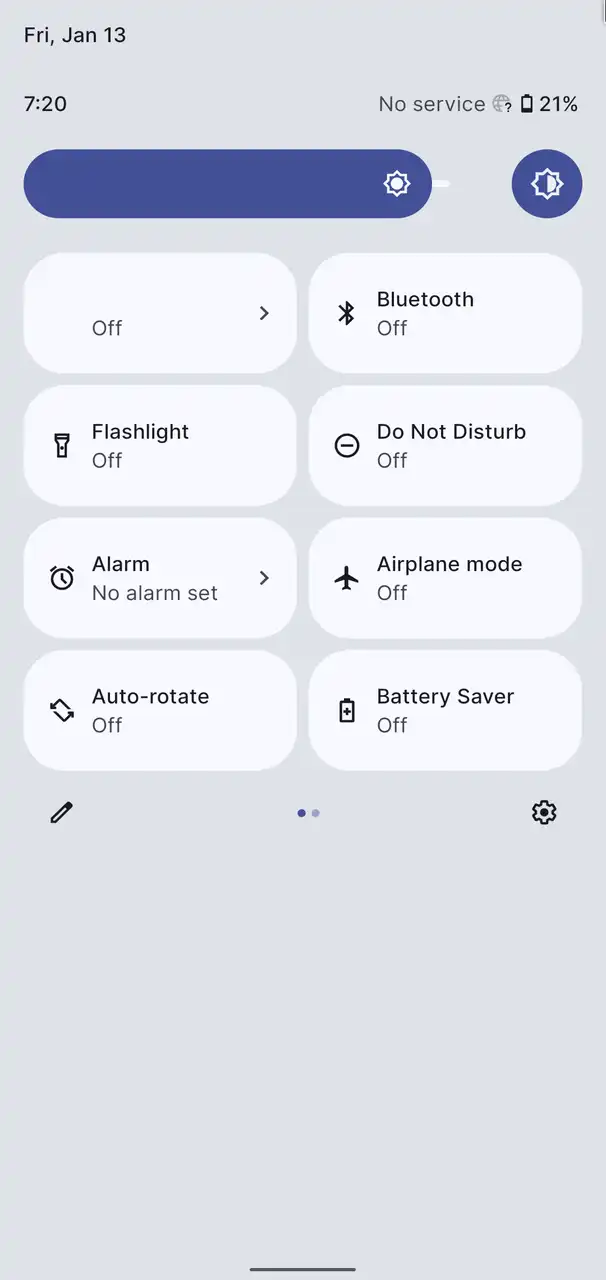 Fri, Jan 13
7:20
No service 21%
Off
Bluetooth
Off
Flashlight
Off
Do Not Disturb
Off
Alarm
No alarm set
Airplane mode
Off
Auto-rotate
Off
Battery Saver
Off